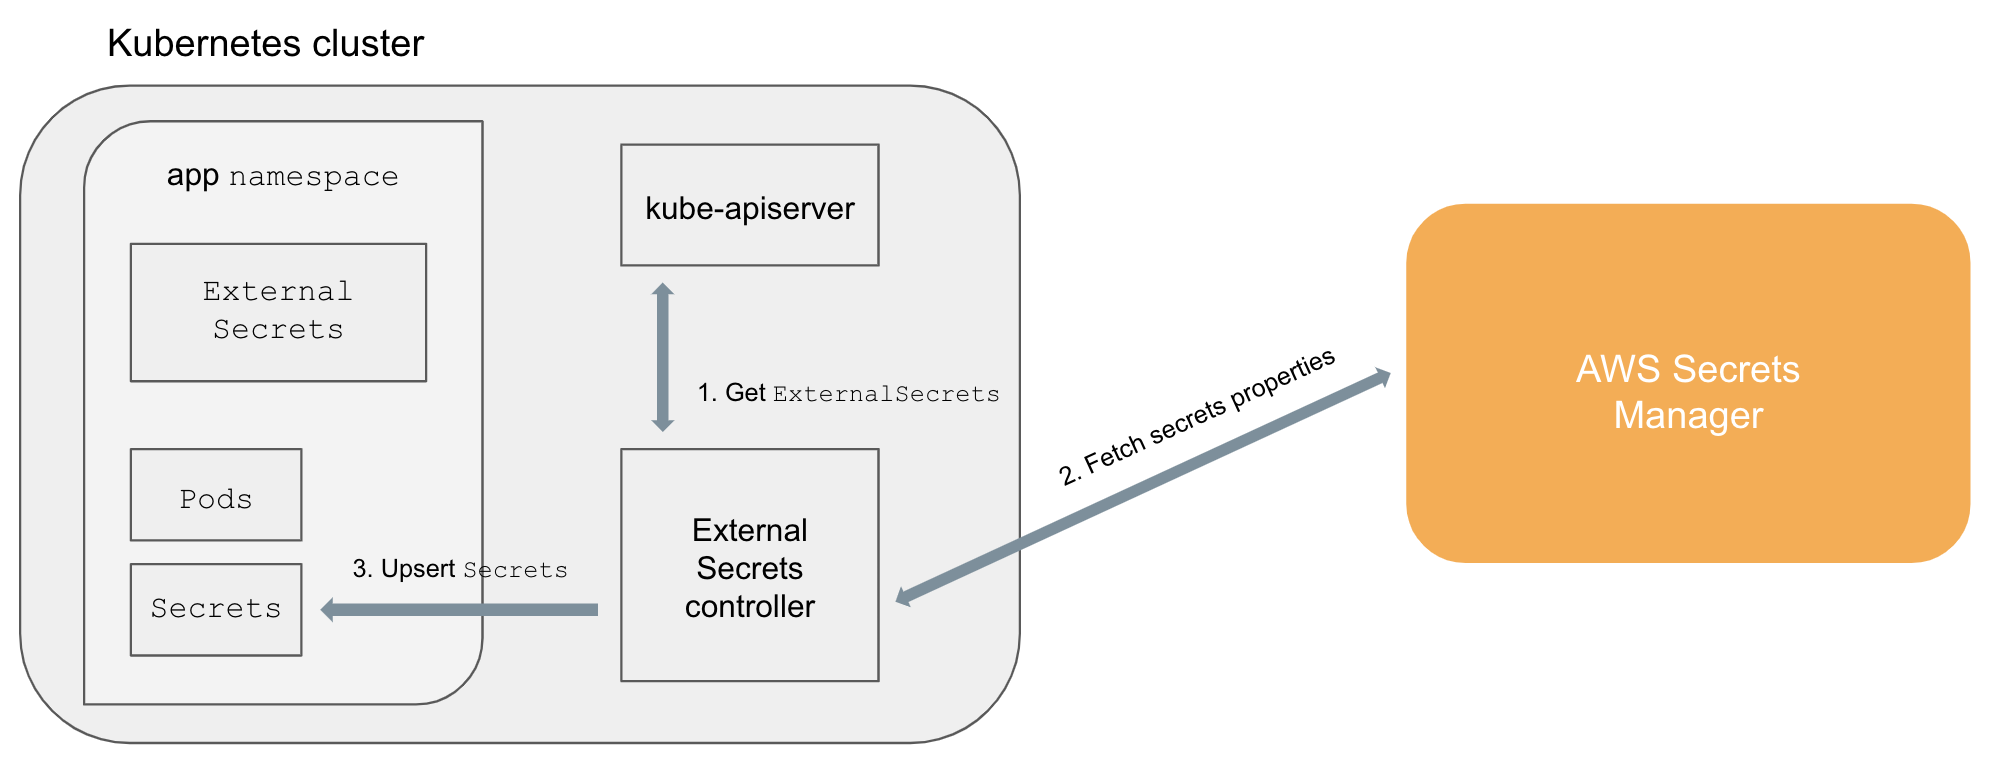 Kubernetes cluster
app namespace
External
Secrets
Pods
Secrets
kube-apiserver
1. Get ExternalSecrets
External
Secrets
controller
3. Upsert Secrets
2. Fetch secrets properties
AWS Secrets
Manager